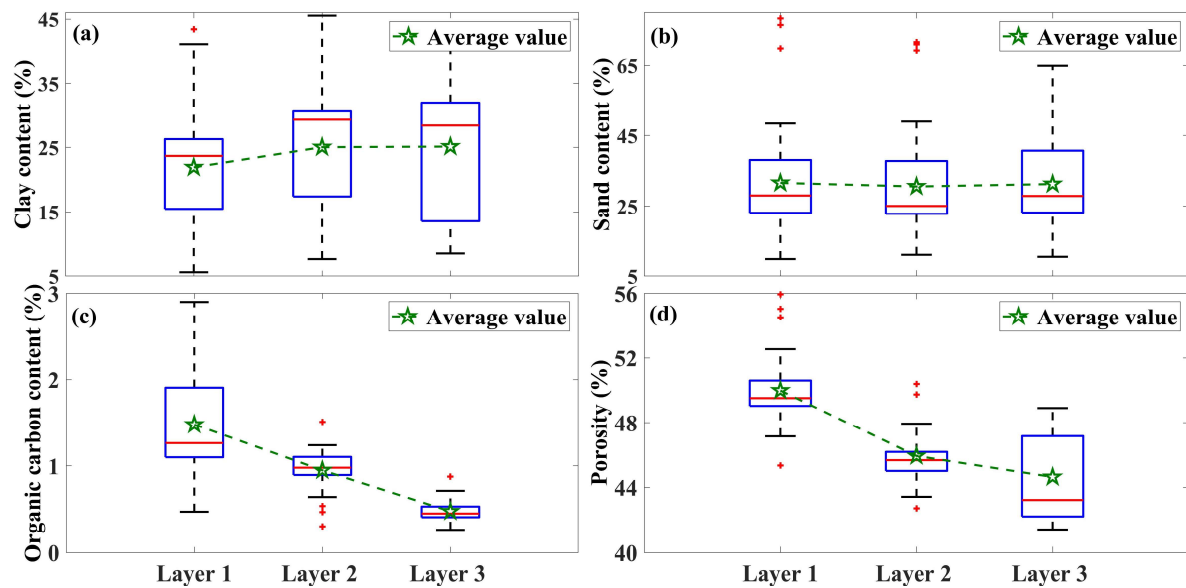 (a)
Average value
Clay content (%)
45
35
25
15
5
(b)
Average value
Sand content (%)
65
45
25
5
(c)
Average value
Organic carbon content (%)
3
2
1
0
Layer 1 Layer 2 Layer 3
(d)
Average value
Porosity (%)
56
52
48
44
40
Layer 1 Layer 2 Layer 3